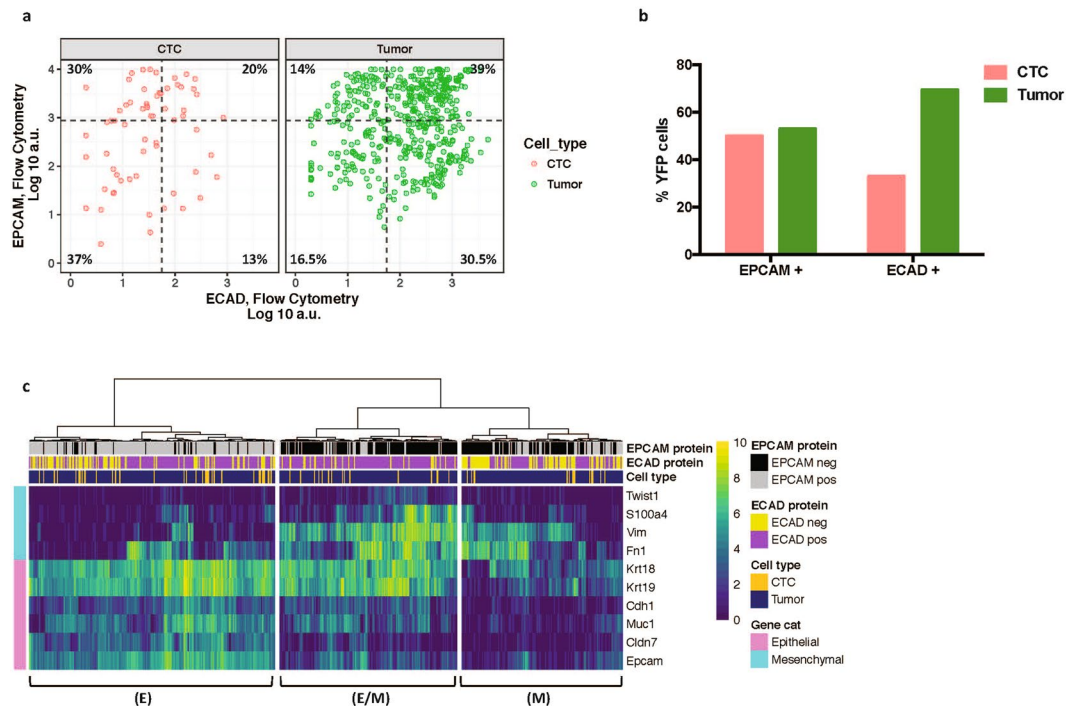 a
CTC
Tumor
30%
20%
14%
39%
4
3
2
1
0
37%
13%
16.5%
30.5%
0 1 2 3
0 1 2 3
EPCAM, Flow Cytometry
Log 10 a.u.
ECAD, Flow Cytometry
Log 10 a.u.
Cell_type
CTC
Tumor
b
80
60
40
20
0
% YFP cells
EPCAM +
ECAD +
CTC
Tumor
c
EPCAM protein
ECAD protein
Cell type
Twist1
S100a4
Vim
Fn1
Krt18
Krt19
Cdh1
Muc1
Cldn7
Epcam
(E)
(E/M)
(M)
10
8
6
4
2
0
EPCAM protein
EPCAM neg
EPCAM pos
ECAD protein
ECAD neg
ECAD pos
Cell type
CTC
Tumor
Gene cat
Epithelial
Mesenchymal